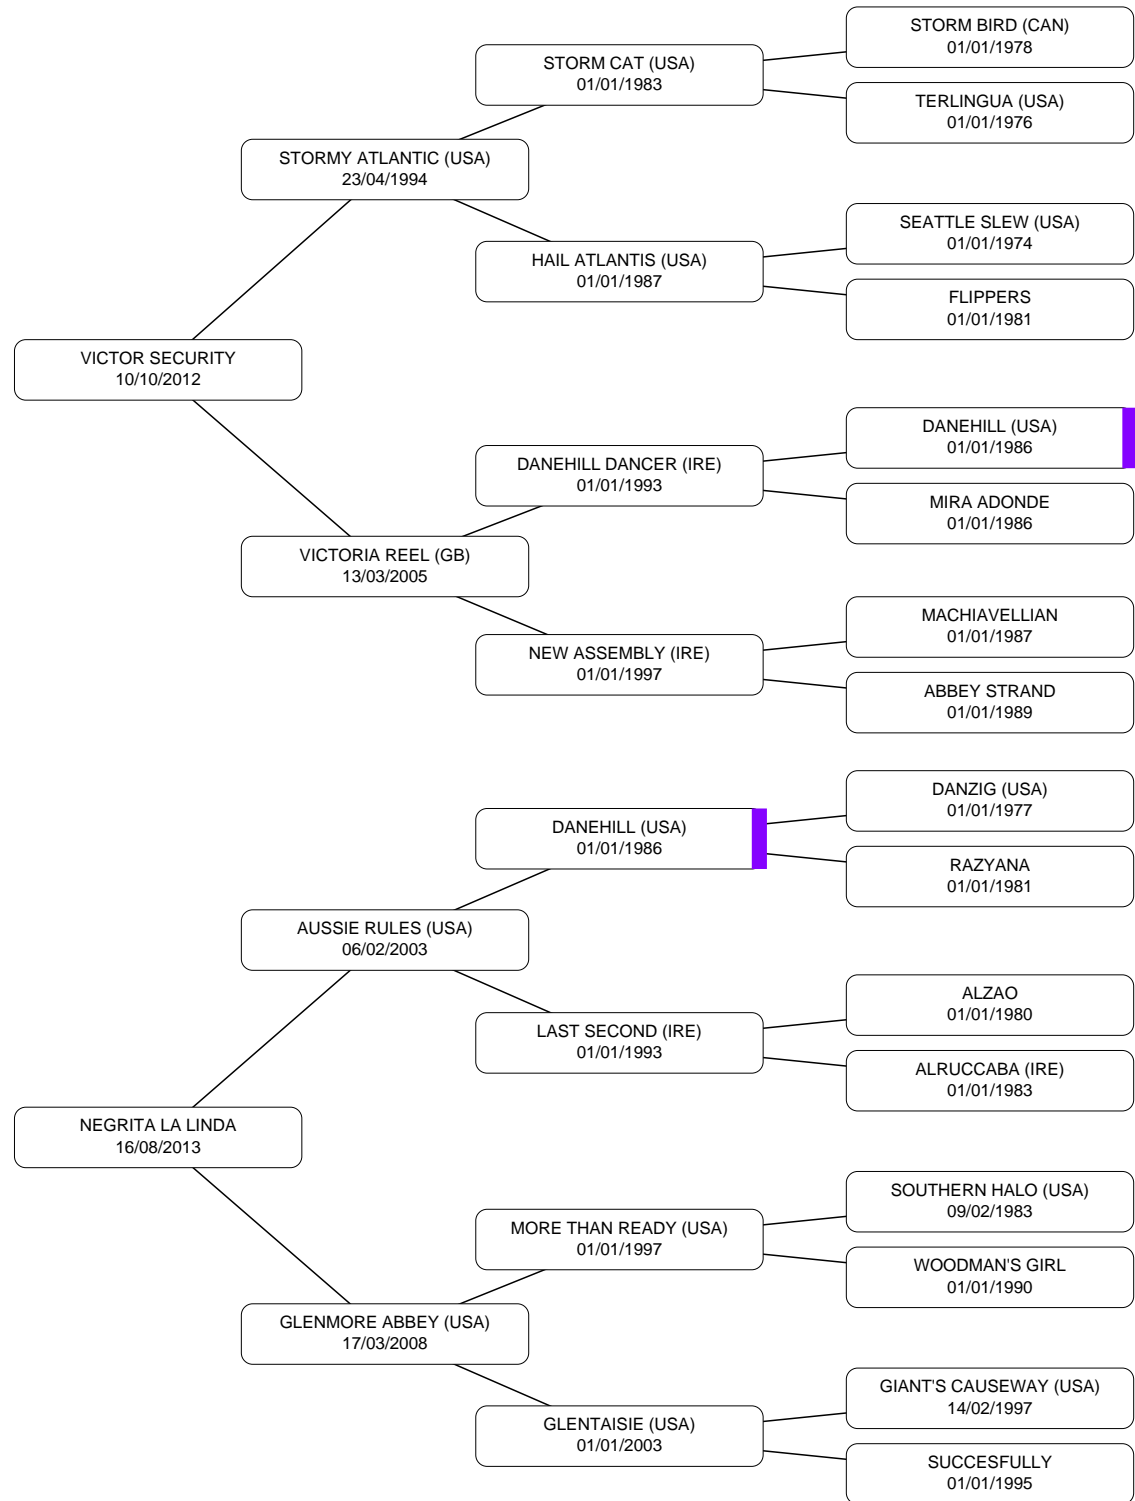 STORM BIRD (CAN)
01/01/1978
STORM CAT (USA)
01/01/1983
TERLINGUA (USA)
01/01/1976
STORMY ATLANTIC (USA)
23/04/1994
SEATTLE SLEW (USA)
01/01/1974
HAIL ATLANTIS (USA)
01/01/1987
FLIPPERS
01/01/1981
VICTOR SECURITY
10/10/2012
DANEHILL (USA)
01/01/1986
DANEHILL DANCER (IRE)
01/01/1993
MIRA ADONDE
01/01/1986
VICTORIA REEL (GB)
13/03/2005
MACHIAVELLIAN
01/01/1987
NEW ASSEMBLY (IRE)
01/01/1997
ABBEY STRAND
01/01/1989
DANZIG (USA)
01/01/1977
DANEHILL (USA)
01/01/1986
RAZYANA
01/01/1981
AUSSIE RULES (USA)
06/02/2003
ALZAO
01/01/1980
LAST SECOND (IRE)
01/01/1993
ALRUCCABA (IRE)
01/01/1983
NEGRITA LA LINDA
16/08/2013
SOUTHERN HALO (USA)
09/02/1983
MORE THAN READY (USA)
01/01/1997
WOODMAN'S GIRL
01/01/1990
GLENMORE ABBEY (USA)
17/03/2008
GIANT'S CAUSEWAY (USA)
14/02/1997
GLENTAISIE (USA)
01/01/2003
SUCCESFULLY
01/01/1995